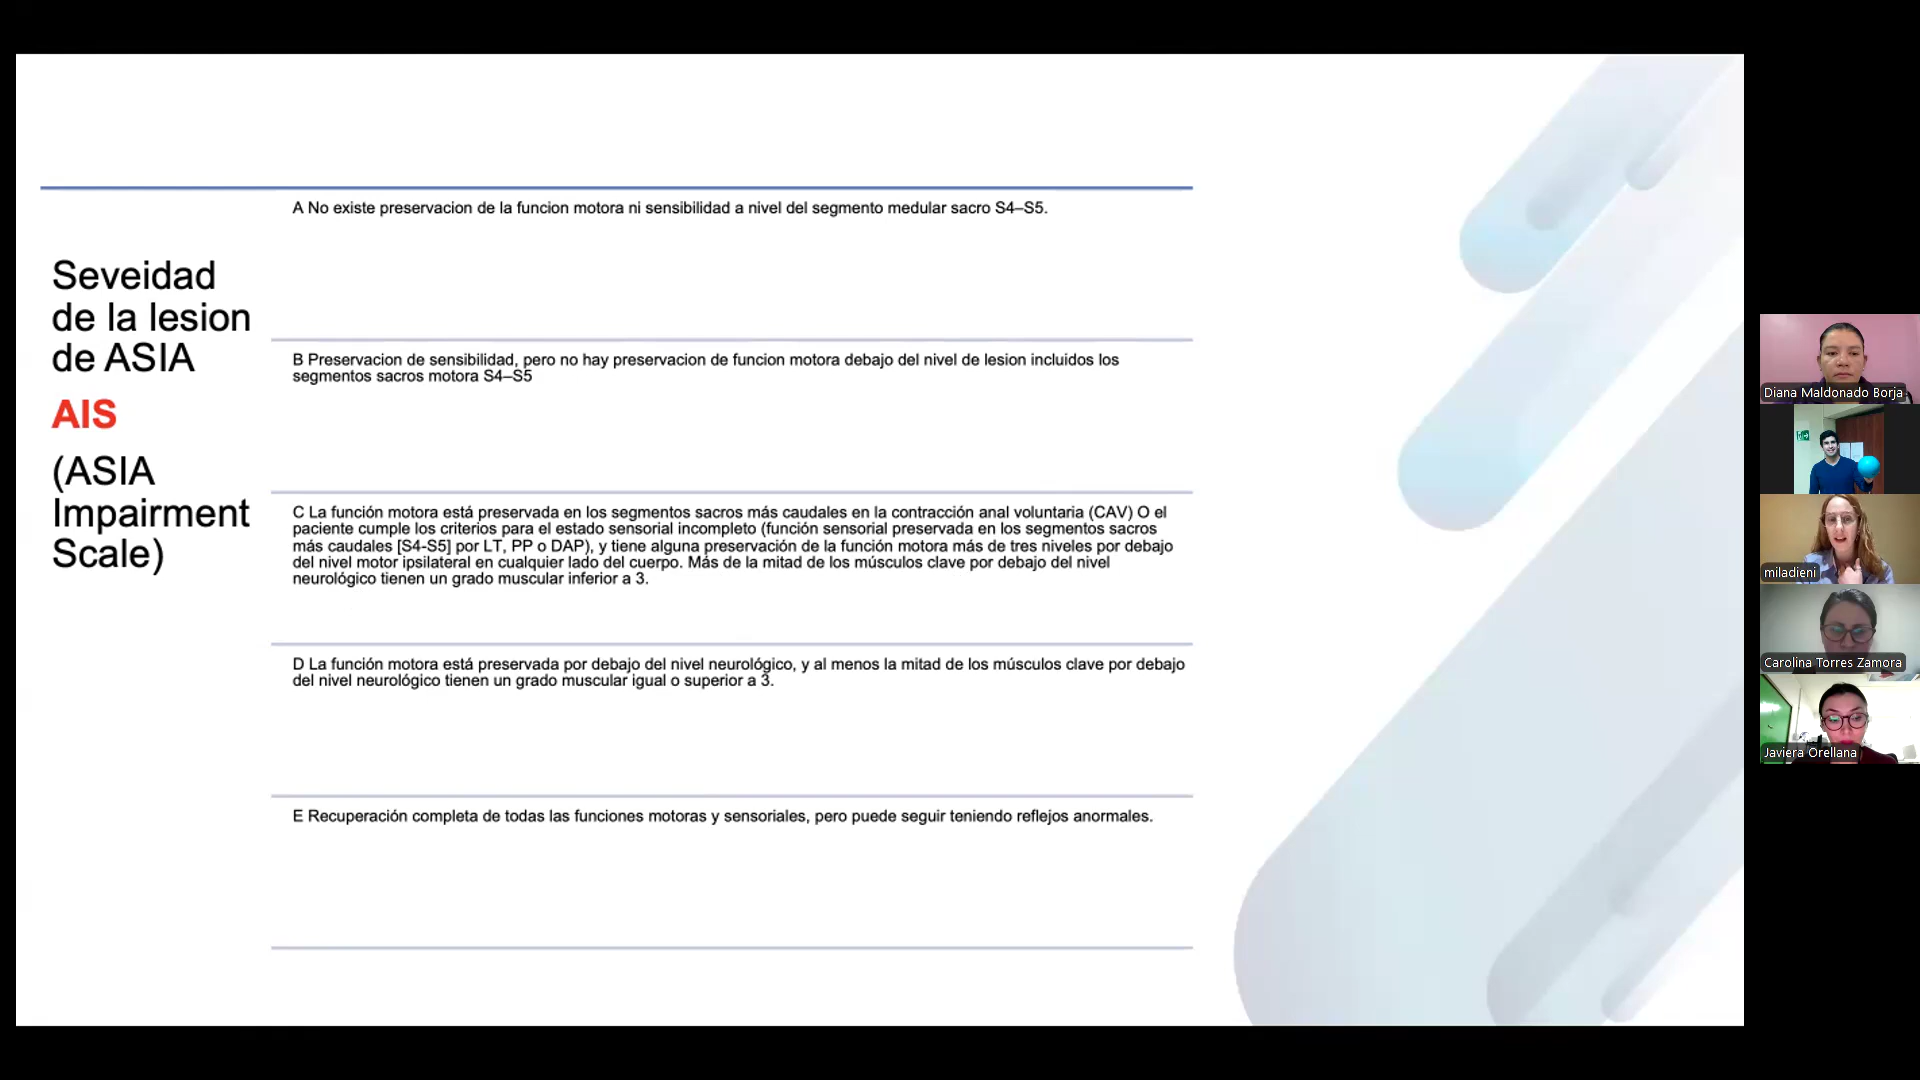 Seveidad
de la lesion
de ASIA
AIS
(ASIA
Impairment
Scale)
A No existe preservacion de la funcion motora ni sensibilidad a nivel del segmento medular sacro S4–S5.
B Preservacion de sensibilidad, pero no hay preservacion de funcion motora debajo del nivel de lesion incluidos los
segmentos sacros motora S4–S5
C La función motora está preservada en los segmentos sacros más caudales en la contracción anal voluntaria (CAV) O el
paciente cumple los criterios para el estado sensorial incompleto (función sensorial preservada en los segmentos sacros
más caudales [S4-S5] por LT, PP o DAP), y tiene alguna preservación de la función motora más de tres niveles por debajo
del nivel motor ipsilateral en cualquier lado del cuerpo. Más de la mitad de los músculos clave por debajo del nivel
neurológico tienen un grado muscular inferior a 3.
D La función motora está preservada por debajo del nivel neurológico, y al menos la mitad de los músculos clave por debajo
del nivel neurológico tienen un grado muscular igual o superior a 3.
E Recuperación completa de todas las funciones motoras y sensoriales, pero puede seguir teniendo reflejos anormales.
Diana Maldonado Borja
miladieni
Carolina Torres Zamora
Javiera Orellana